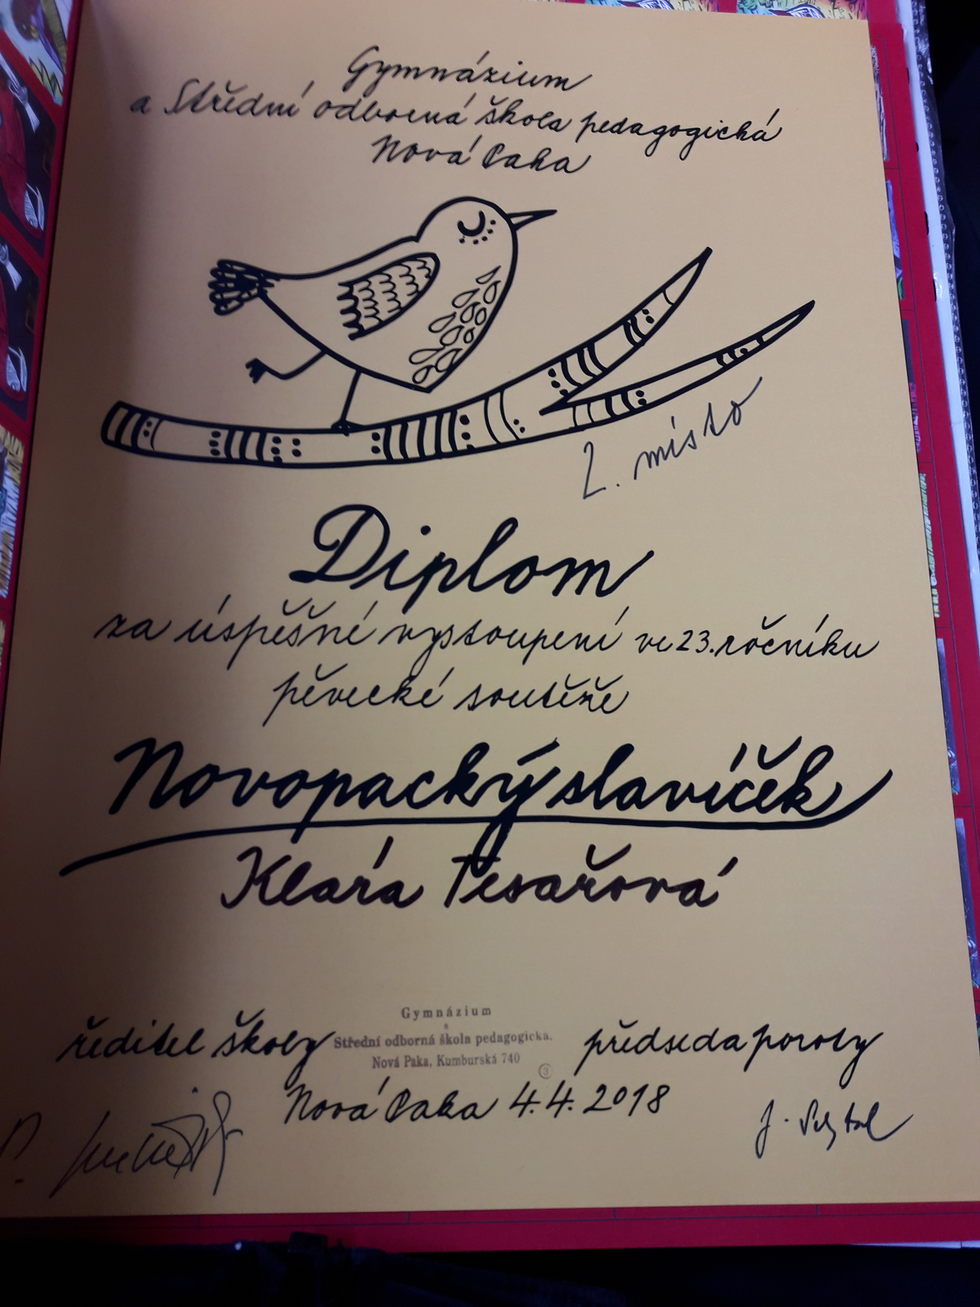 Gymnázium
a Střední odborná škola pedagogická
Nová Paka
2. místo
Diplom
za úspěšné vystoupení ve 23. ročníku
pěvecké soutěže
Novopacký slavíček
Klára Tesařová
ředitel školy
Gymnázium
a
Střední odborná škola pedagogická.
Nová Paka, Kumburská 740
3
předseda poroty
Nová Paka 4.4. 2018